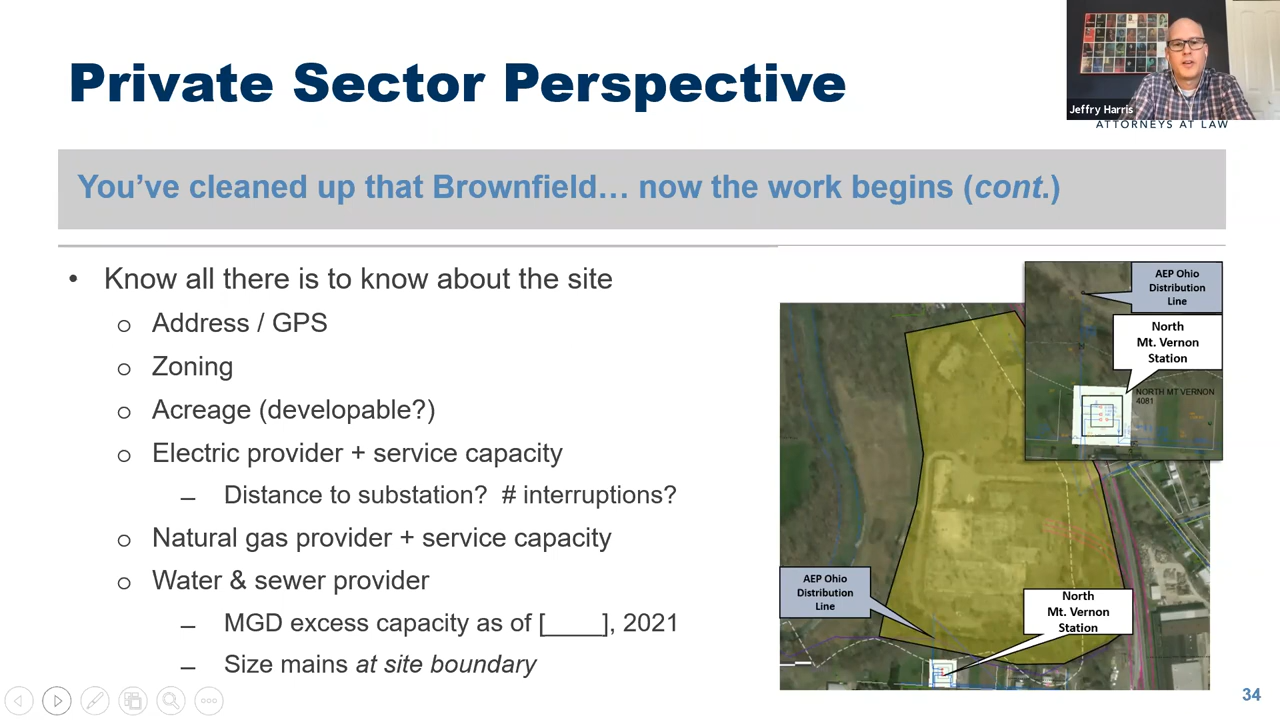 Private Sector Perspective
Jeffry Harris
ATTORNEYS AT LAW
You’ve cleaned up that Brownfield… now the work begins (cont.)
• Know all there is to know about the site
o Address / GPS
o Zoning
o Acreage (developable?)
o Electric provider + service capacity
– Distance to substation? # interruptions?
o Natural gas provider + service capacity
o Water & sewer provider
– MGD excess capacity as of [____], 2021
– Size mains at site boundary
AEP Ohio
Distribution
Line
North
Mt. Vernon
Station
NORTH MT VERNON
4081
AEP Ohio
Distribution
Line
North
Mt. Vernon
Station
34